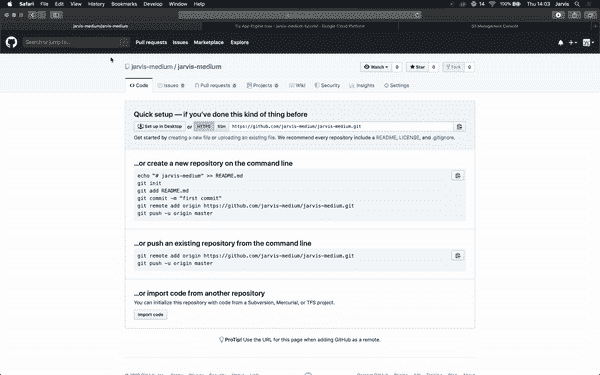 Safari File Edit View History Bookmarks Develop Window Help
14 100% Thu 14:03 Jarvis
jarvis-medium/jarvis-medium
Search or jump to...
Pull requests Issues Marketplace Explore
jarvis-medium / jarvis-medium
Watch 0 Star 0 Fork 0
Code Issues 0 Pull requests 0 Projects 0 Wiki Security Insights Settings
Quick setup — if you've done this kind of thing before
Set up in Desktop or HTTPS SSH https://github.com/jarvis-medium/jarvis-medium.git
Get started by creating a new file or uploading an existing file. We recommend every repository include a README, LICENSE, and .gitignore.
...or create a new repository on the command line
echo "# jarvis-medium" >> README.md
git init
git add README.md
git commit -m "first commit"
git remote add origin https://github.com/jarvis-medium/jarvis-medium.git
git push -u origin master
...or push an existing repository from the command line
git remote add origin https://github.com/jarvis-medium/jarvis-medium.git
git push -u origin master
...or import code from another repository
You can initialize this repository with code from a Subversion, Mercurial, or TFS project.
Import code
ProTip! Use the URL for this page when adding GitHub as a remote.